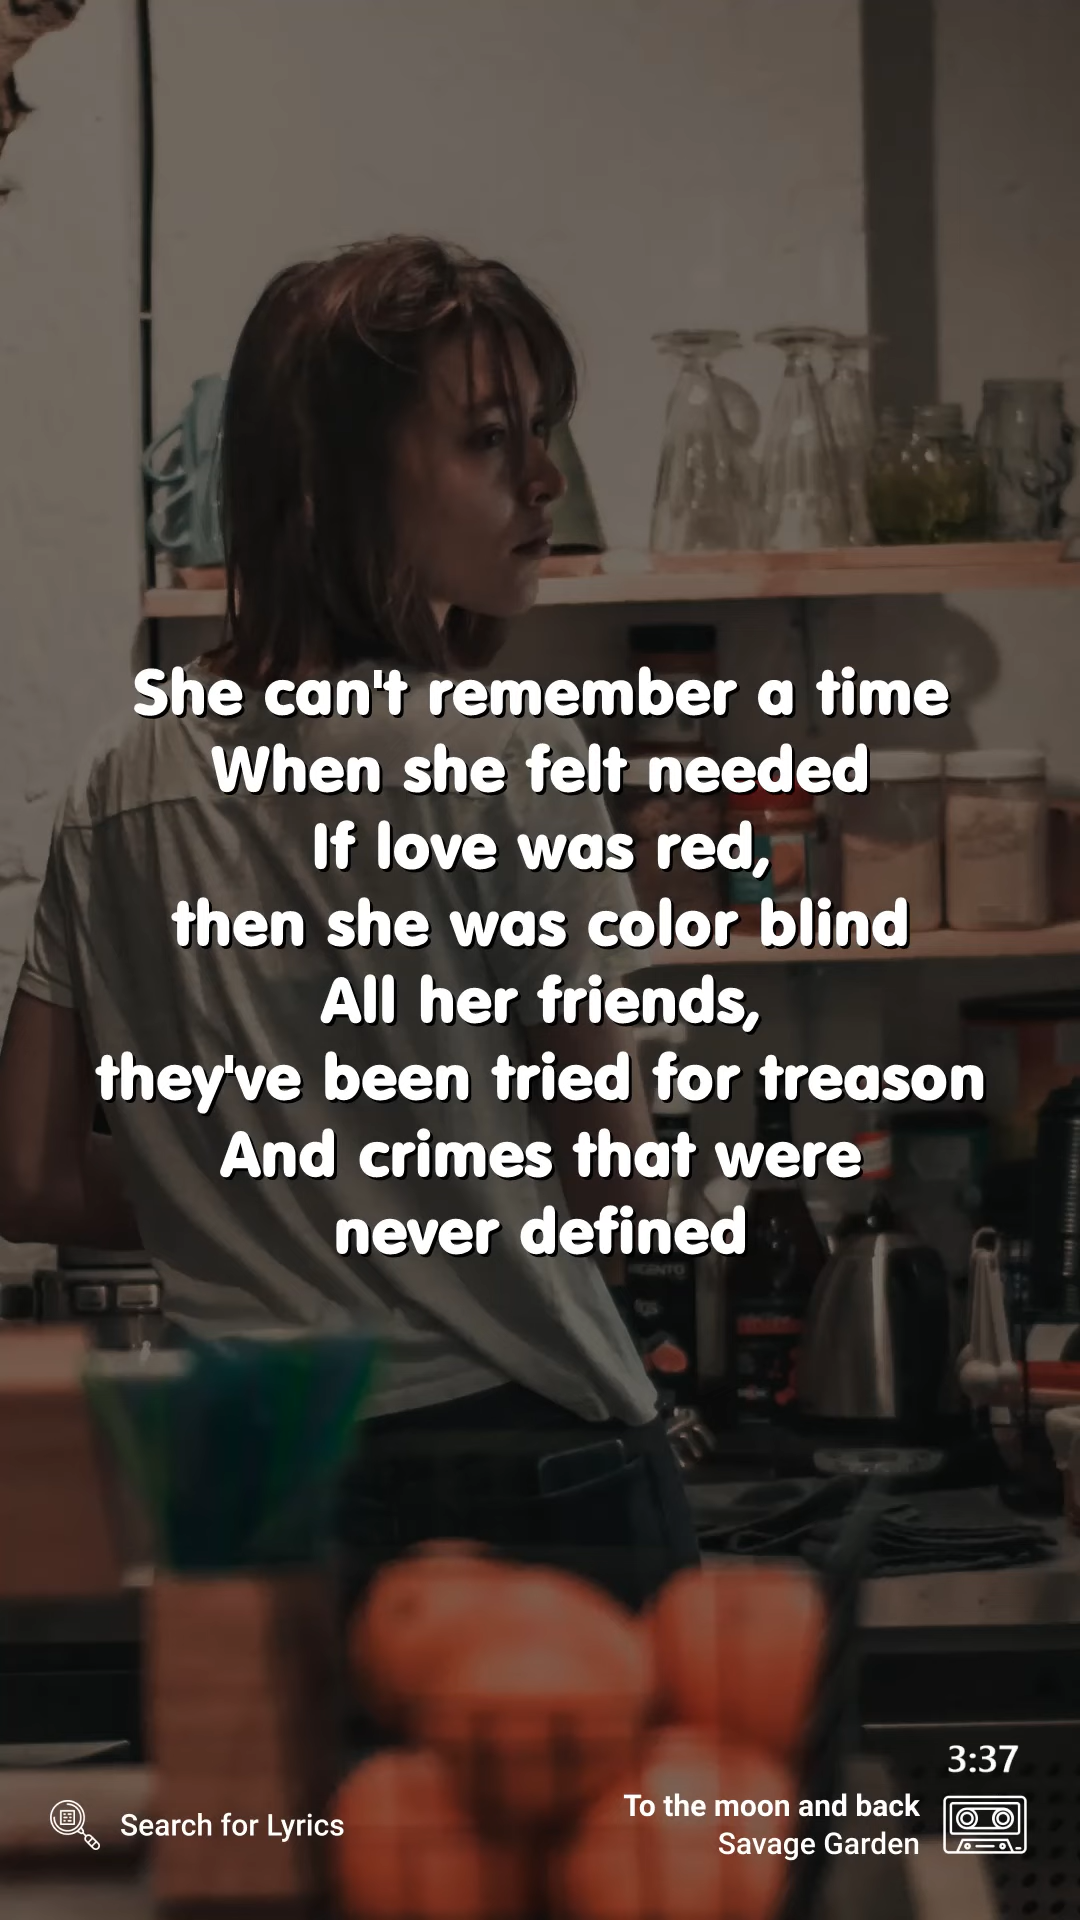 She can't remember a time
When she felt needed
If love was red,
then she was color blind
All her friends,
they've been tried for treason
And crimes that were
never defined
3:37
Search for Lyrics
To the moon and back
Savage Garden